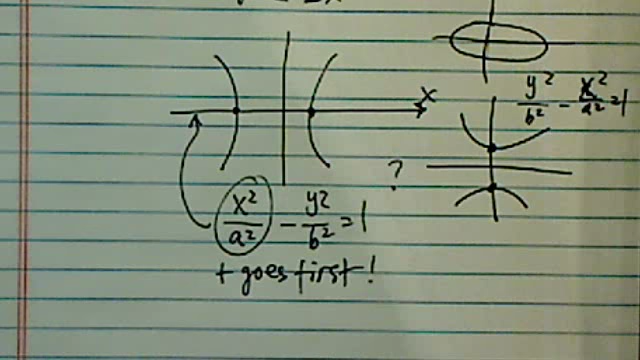 x
y²/b² - x²/a² = 1
?
x²/a² - y²/b² = 1
+ goes first!